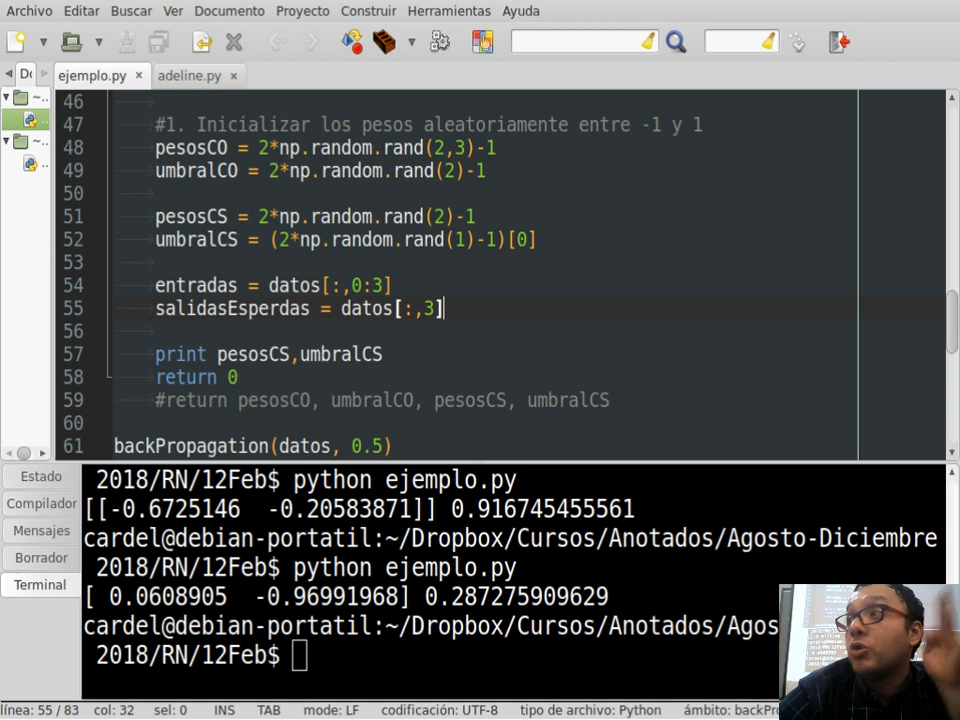 Archivo Editar Buscar Ver Documento Proyecto Construir Herramientas Ayuda
ejemplo.py × adeline.py ×
46
47 #1. Inicializar los pesos aleatoriamente entre -1 y 1
48 pesosCO = 2*np.random.rand(2,3)-1
49 umbralCO = 2*np.random.rand(2)-1
50
51 pesosCS = 2*np.random.rand(2)-1
52 umbralCS = (2*np.random.rand(1)-1)[0]
53
54 entradas = datos[:,0:3]
55 salidasEsperdas = datos[:,3]
56
57 print pesosCS,umbralCS
58 return 0
59 #return pesosCO, umbralCO, pesosCS, umbralCS
60
61 backPropagation(datos, 0.5)
Estado
Compilador
Mensajes
Borrador
Terminal
2018/RN/12Feb$ python ejemplo.py
[[-0.6725146 -0.20583871]] 0.916745455561
cardel@debian-portatil:~/Dropbox/Cursos/Anotados/Agosto-Diciembre
2018/RN/12Feb$ python ejemplo.py
[ 0.0608905 -0.96991968] 0.287275909629
cardel@debian-portatil:~/Dropbox/Cursos/Anotados/Agos
2018/RN/12Feb$
línea: 55 / 83 col: 32 sel: 0 INS TAB mode: LF codificación: UTF-8 tipo de archivo: Python ámbito: backPro